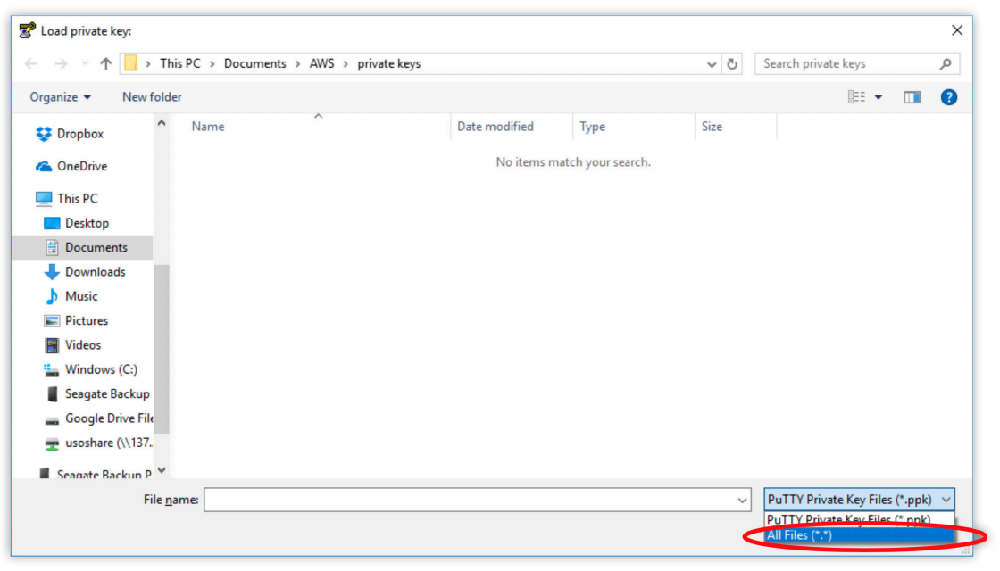 Load private key:
This PC > Documents > AWS > private keys
Search private keys
Organize
New folder
Name
Date modified
Type
Size
No items match your search.
Dropbox
OneDrive
This PC
Desktop
Documents
Downloads
Music
Pictures
Videos
Windows (C:)
Seagate Backup
Google Drive File
usoshare (\\137..
Seagate Backup P
File name:
PuTTY Private Key Files (*.ppk)
PuTTY Private Key Files (*.ppk)
All Files (*.*)